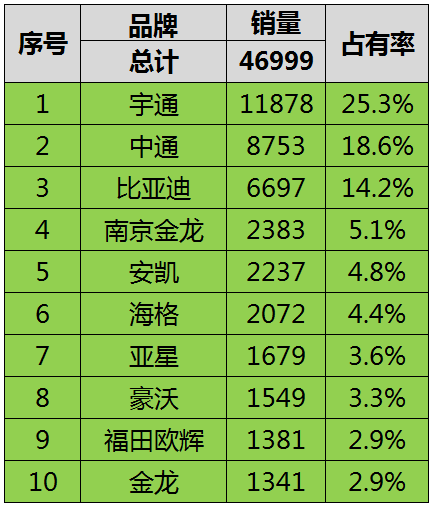 序号 品牌 销量 占有率
总计 46999
1 宇通 11878 25.3%
2 中通 8753 18.6%
3 比亚迪 6697 14.2%
4 南京金龙 2383 5.1%
5 安凯 2237 4.8%
6 海格 2072 4.4%
7 亚星 1679 3.6%
8 豪沃 1549 3.3%
9 福田欧辉 1381 2.9%
10 金龙 1341 2.9%